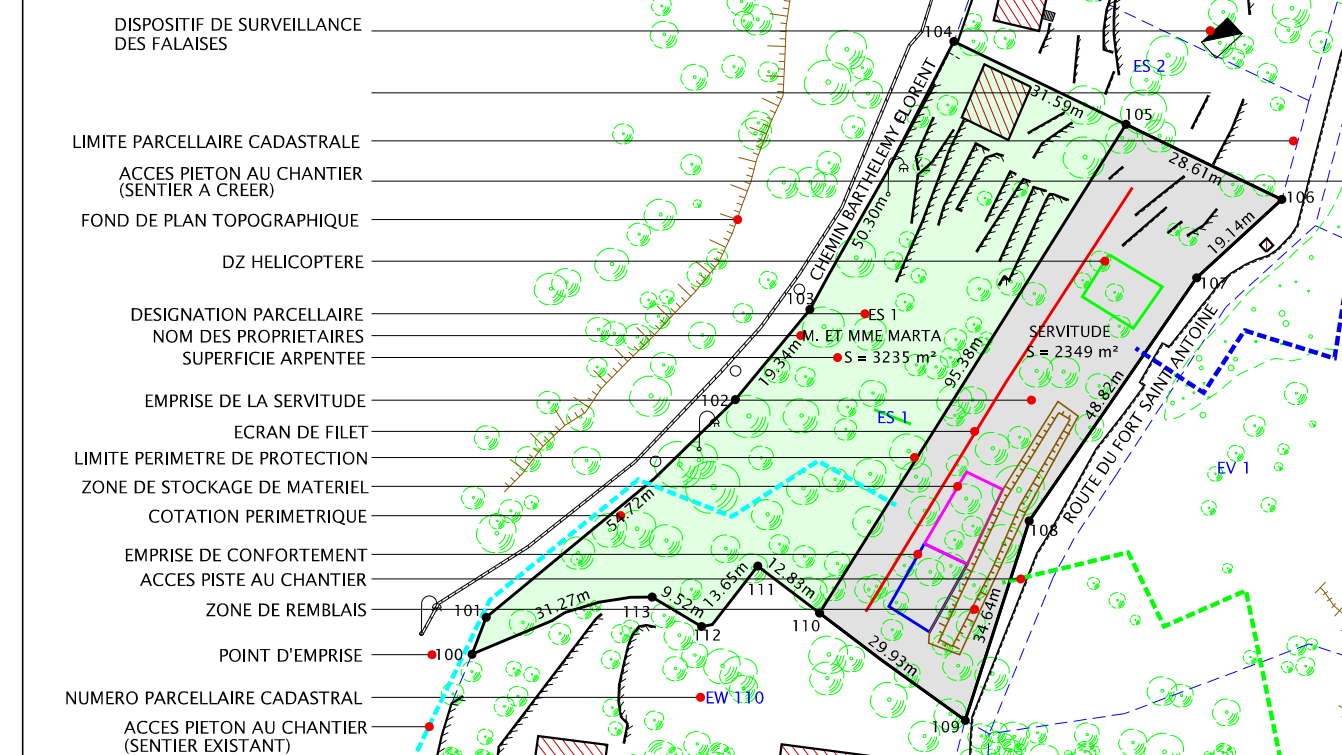 DISPOSITIF DE SURVEILLANCE
DES FALAISES
LIMITE PARCELLAIRE CADASTRALE
ACCES PIETON AU CHANTIER
(SENTIER A CREER)
FOND DE PLAN TOPOGRAPHIQUE
DZ HELICOPTERE
DESIGNATION PARCELLAIRE
NOM DES PROPRIETAIRES
SUPERFICIE ARPENTEE
EMPRISE DE LA SERVITUDE
ECRAN DE FILET
LIMITE PERIMETRE DE PROTECTION
ZONE DE STOCKAGE DE MATERIEL
COTATION PERIMETRIQUE
EMPRISE DE CONFORTEMENT
ACCES PISTE AU CHANTIER
ZONE DE REMBLAIS
POINT D'EMPRISE
NUMERO PARCELLAIRE CADASTRAL
ACCES PIETON AU CHANTIER
(SENTIER EXISTANT)
104
ES 2
31.59m
105
CHEMIN BARTHELEMY FLORENT
28.61m
106
50.30m
19.14m
107
103
ES 1
M. ET MME MARTA
S = 3235 m²
SERVITUDE
S = 2349 m²
19.34m
95.38m
ROUTE DU FORT SAINT ANTOINE
48.82m
102
ES 1
EV 1
54.72m
108
12.83m
13.65m
111
9.52m
31.27m
113
101
112
110
34.64m
100
29.93m
EW 110
109